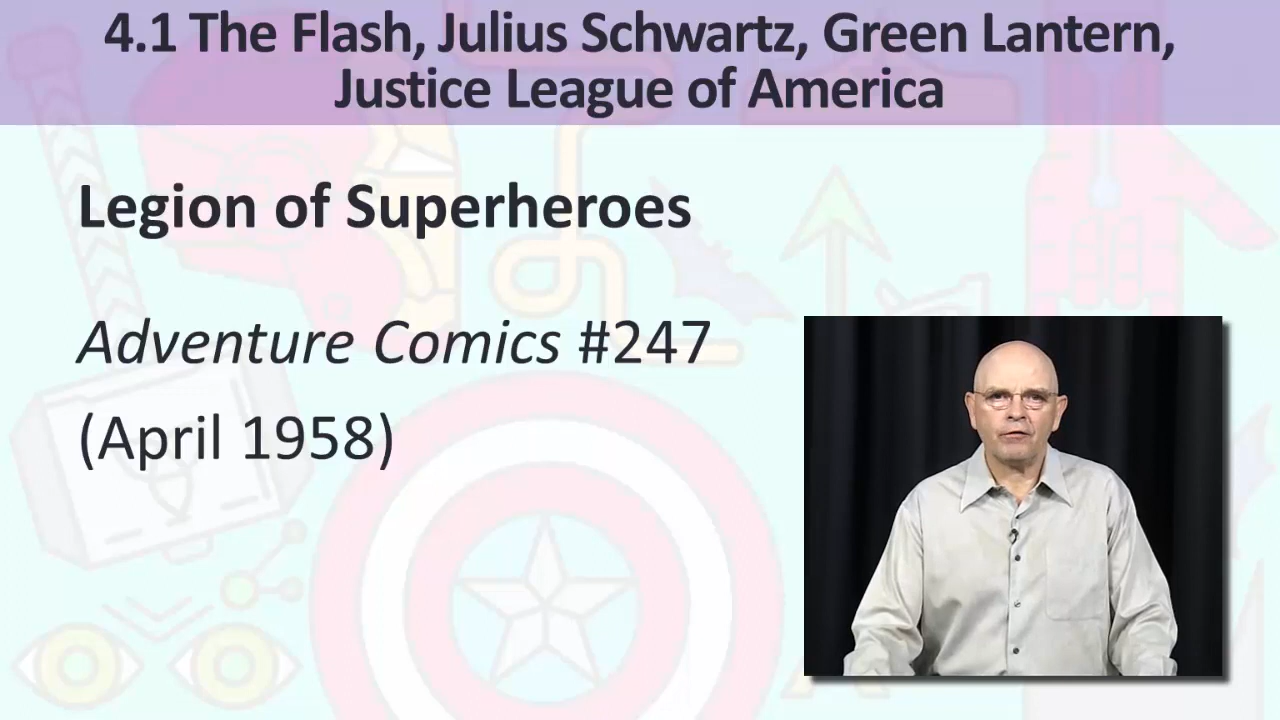 4.1 The Flash, Julius Schwartz, Green Lantern,
Justice League of America
Legion of Superheroes
Adventure Comics #247
(April 1958)